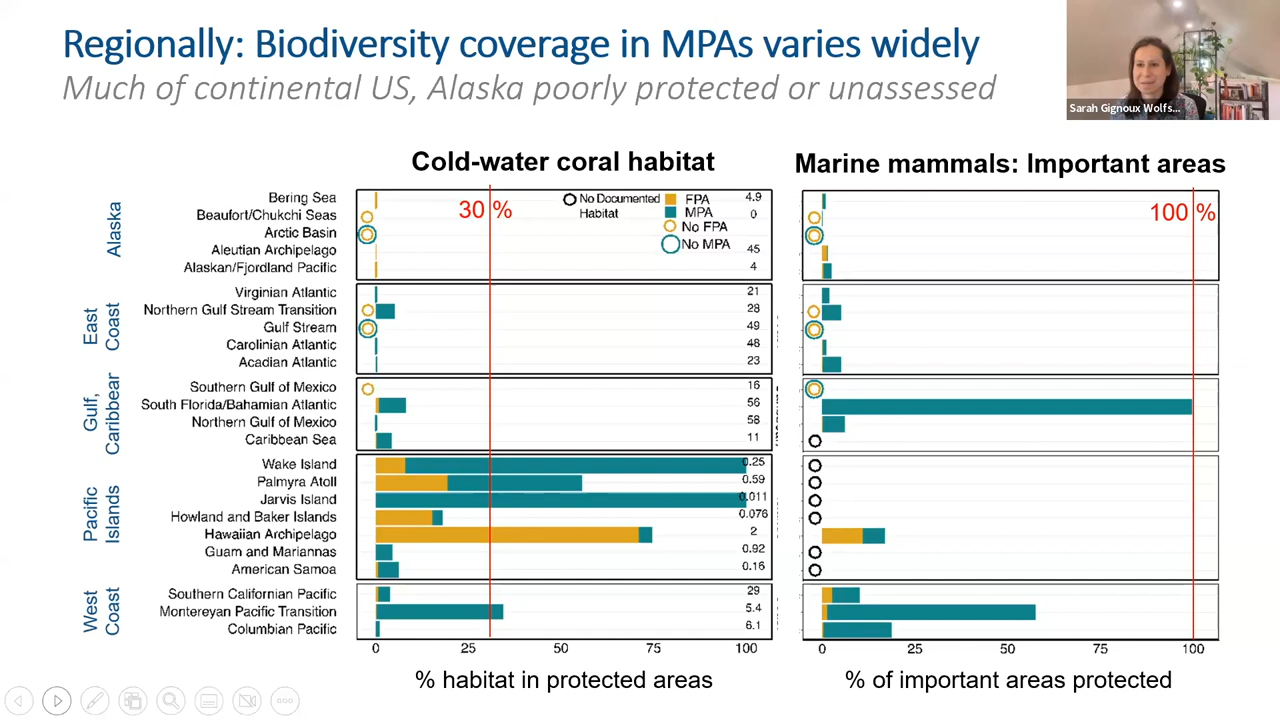 Regionally: Biodiversity coverage in MPAs varies widely
Much of continental US, Alaska poorly protected or unassessed
Sarah Gignoux Wolfs...
Cold-water coral habitat
Marine mammals: Important areas
Alaska
Bering Sea
Beaufort/Chukchi Seas
Arctic Basin
Aleutian Archipelago
Alaskan/Fjordland Pacific
East
Coast
Virginian Atlantic
Northern Gulf Stream Transition
Gulf Stream
Carolinian Atlantic
Acadian Atlantic
Gulf,
Caribbean
Southern Gulf of Mexico
South Florida/Bahamian Atlantic
Northern Gulf of Mexico
Caribbean Sea
Pacific
Islands
Wake Island
Palmyra Atoll
Jarvis Island
Howland and Baker Islands
Hawaiian Archipelago
Guam and Mariannas
American Samoa
West
Coast
Southern Californian Pacific
Montereyan Pacific Transition
Columbian Pacific
30 %
No Documented
Habitat
FPA
MPA
No FPA
No MPA
4.9
0
45
4
21
28
49
48
23
16
56
58
11
0.25
0.59
0.011
0.076
2
0.92
0.16
29
5.4
6.1
0 25 50 75 100
% habitat in protected areas
100 %
0 25 50 75 100
% of important areas protected